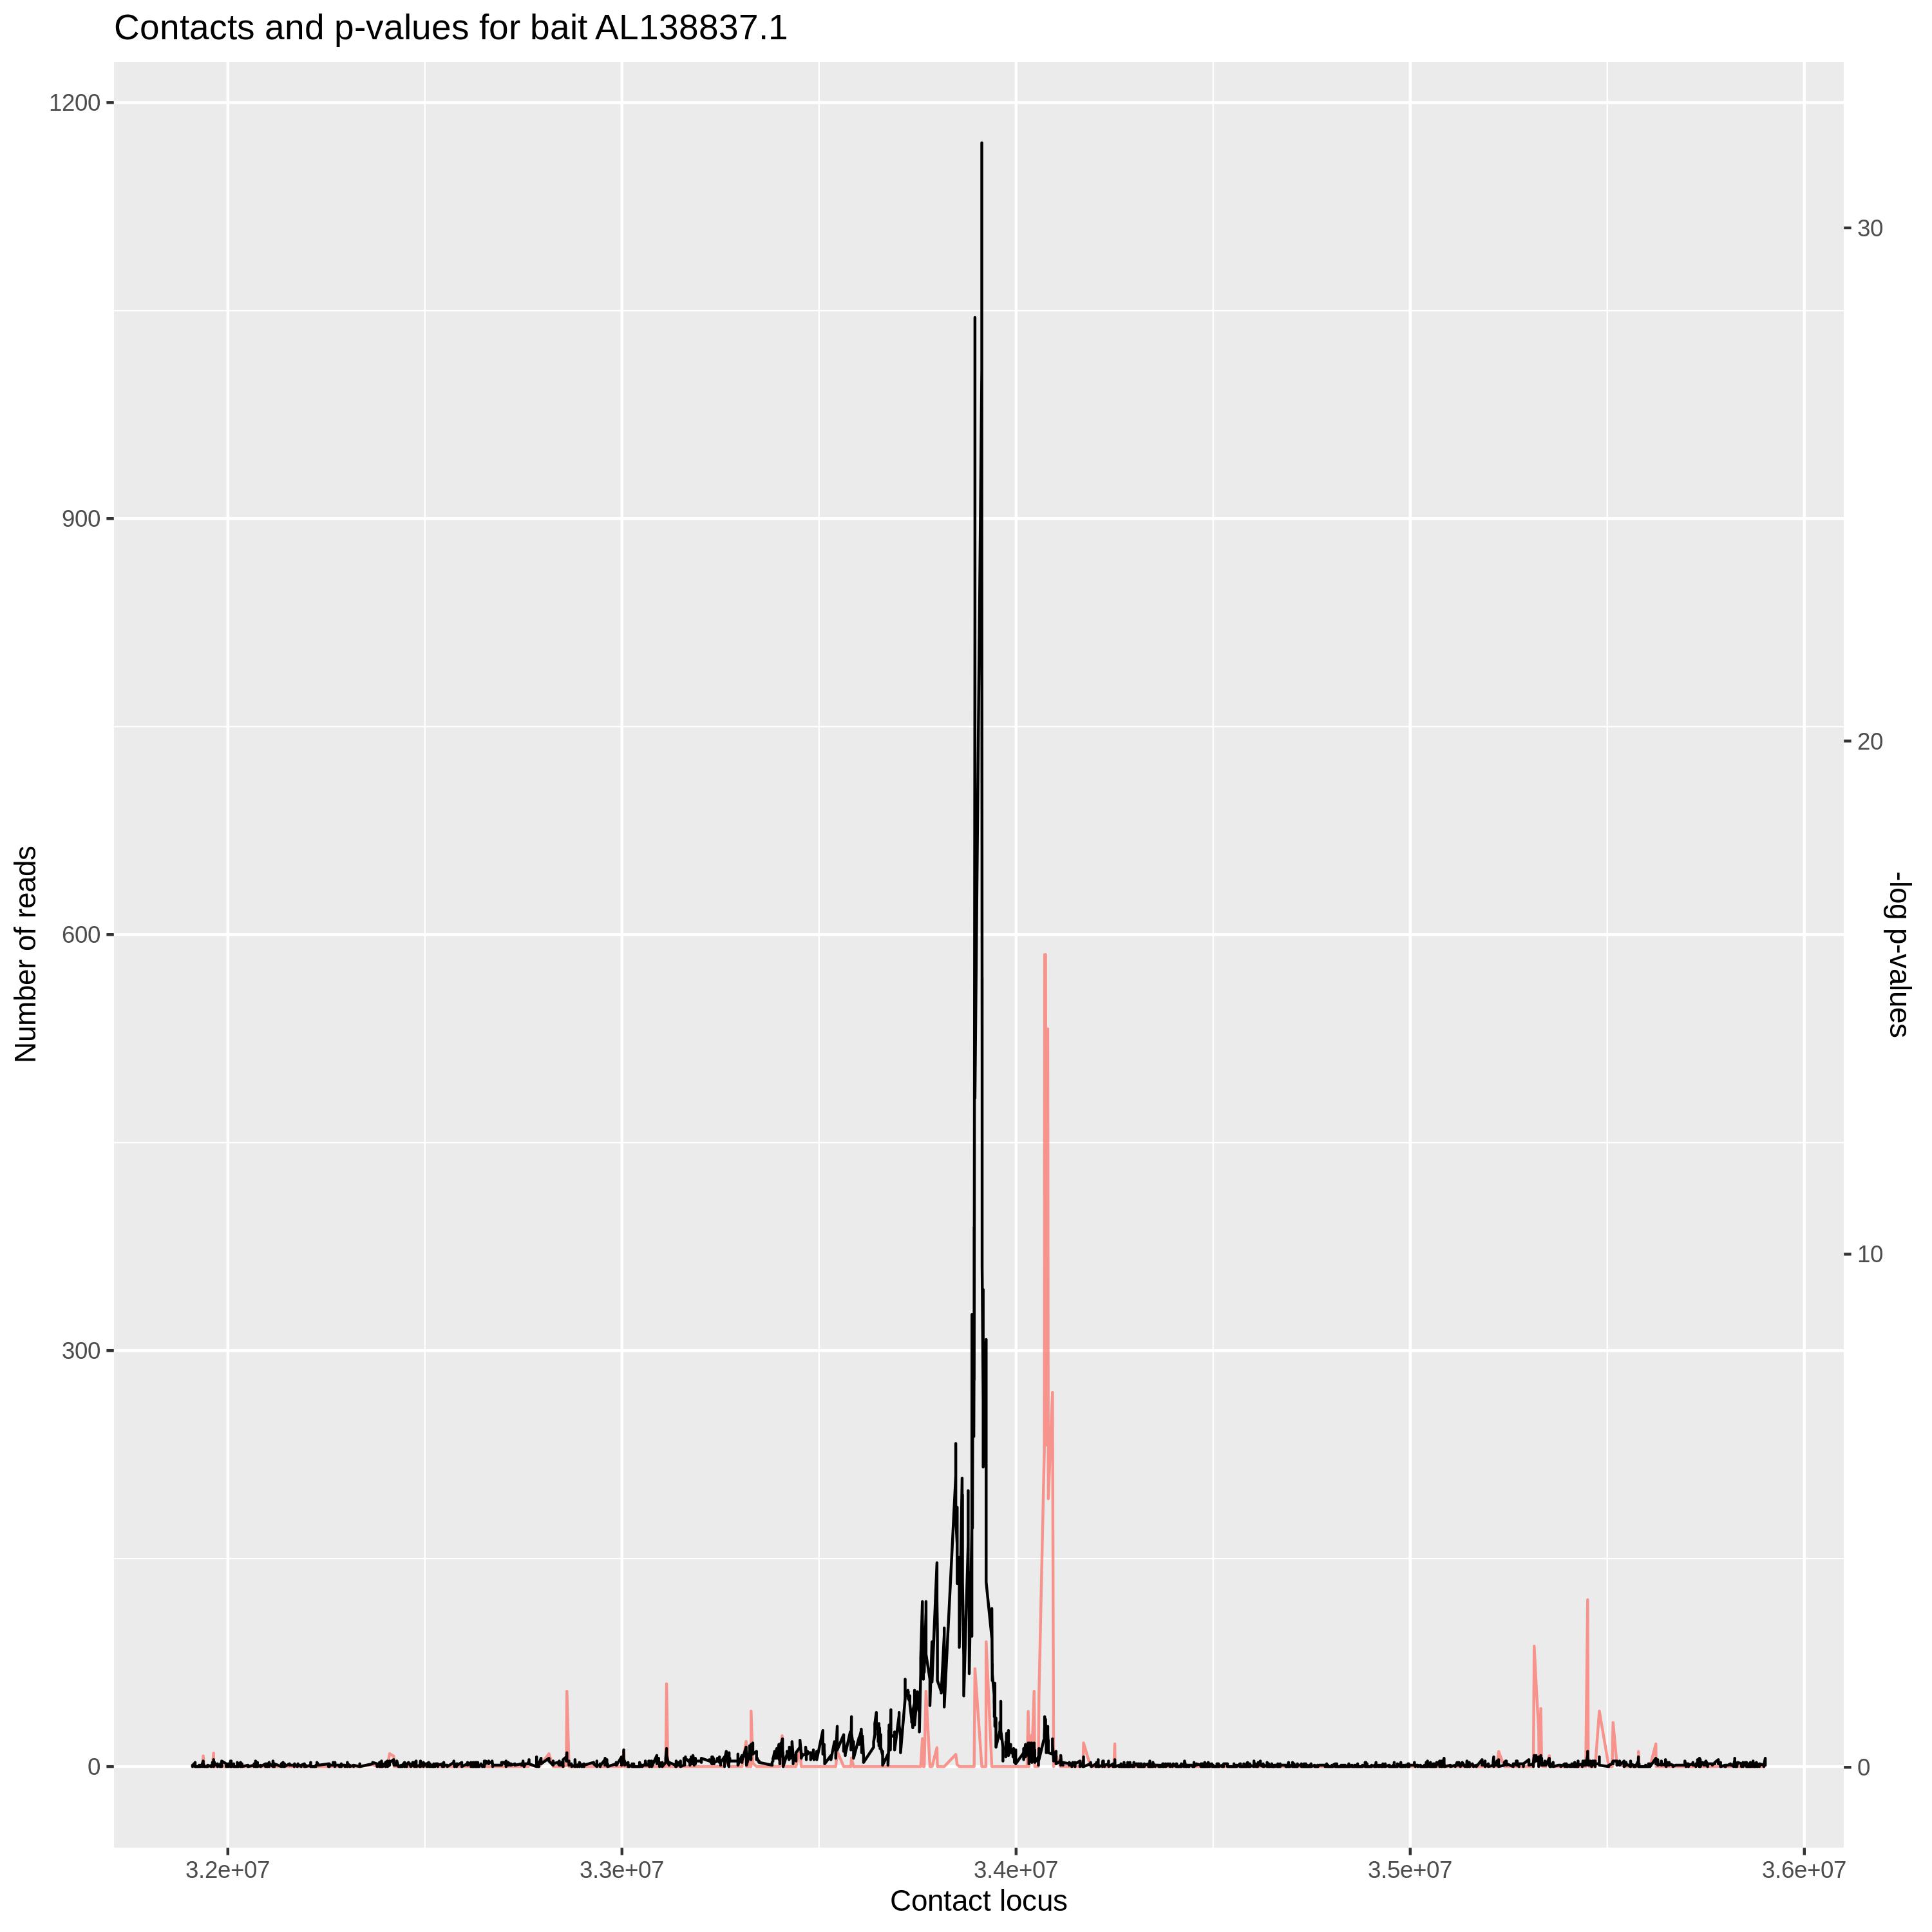 Contacts and p-values for bait AL138837.1
1200
900
600
300
0
30
20
10
0
Number of reads
-log p-values
3.2e+07 3.3e+07 3.4e+07 3.5e+07 3.6e+07
Contact locus